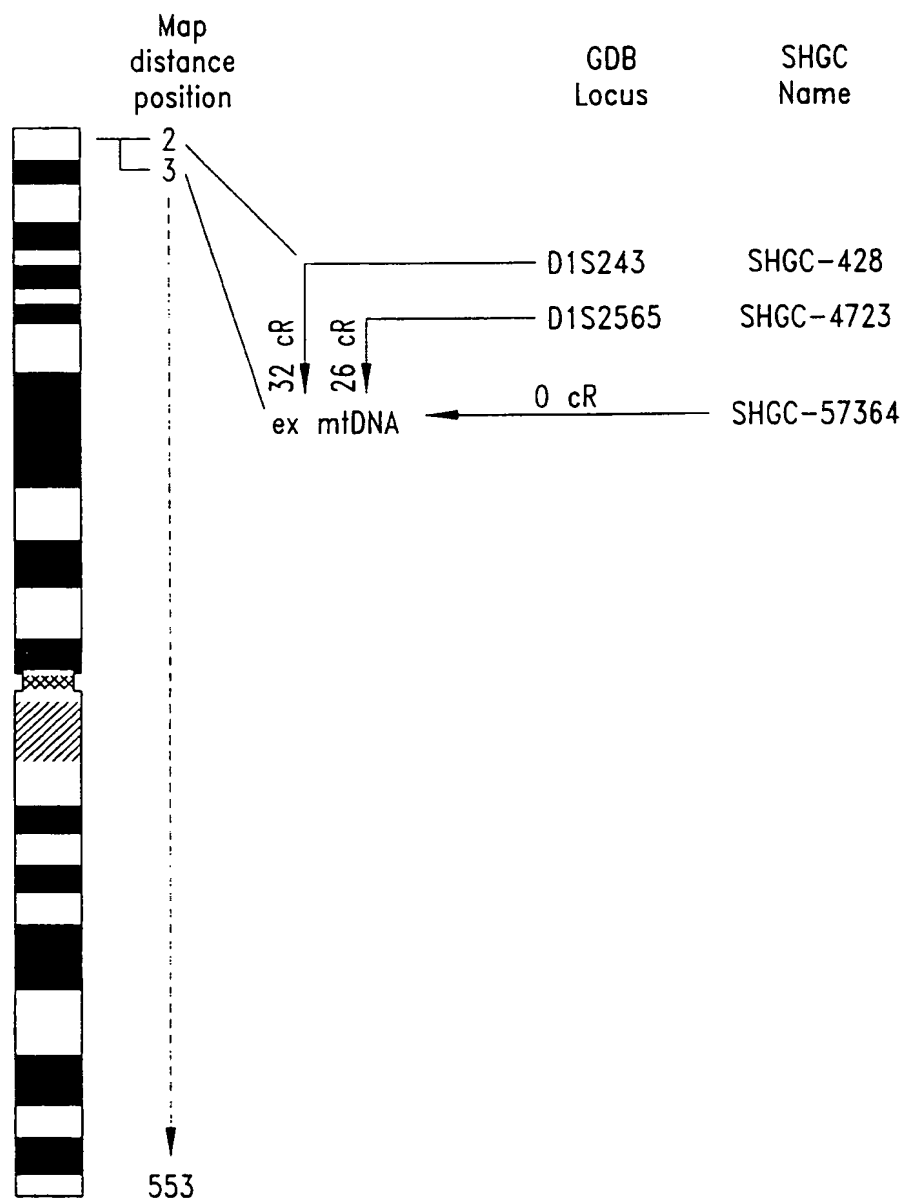 Map
distance
position
GDB
Locus
SHGC
Name
2
3
D1S243
SHGC-428
D1S2565
SHGC-4723
32 cR
26 cR
0 cR
ex mtDNA
SHGC-57364
553